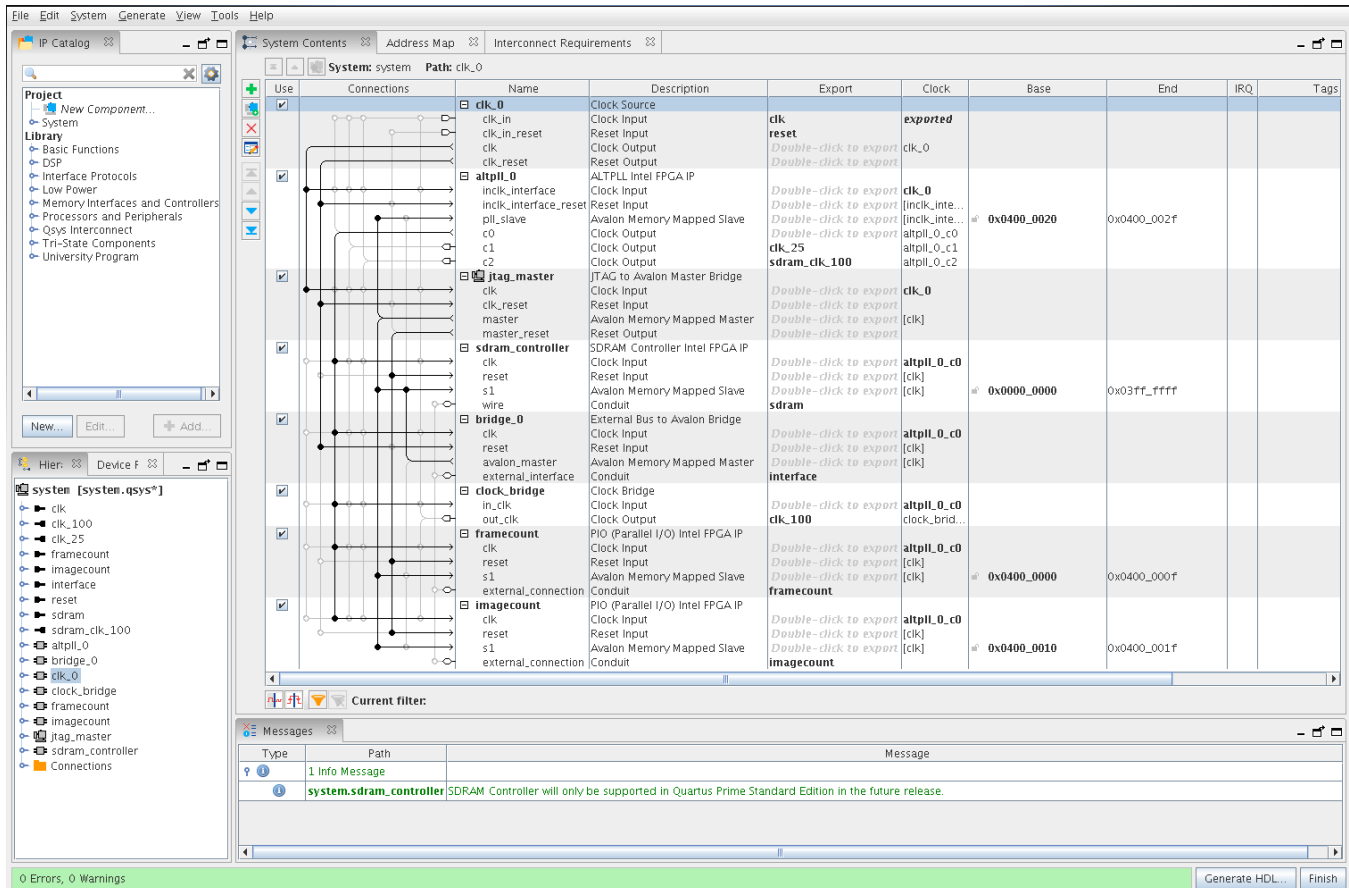 File Edit System Generate View Tools Help
IP Catalog
Project
New Component...
System
Library
Basic Functions
DSP
Interface Protocols
Low Power
Memory Interfaces and Controllers
Processors and Peripherals
Qsys Interconnect
Tri-State Components
University Program
New... Edit... Add...
Hier: Device F
system [system.qsys*]
clk
clk_100
clk_25
framecount
imagecount
interface
reset
sdram
sdram_clk_100
altpll_0
bridge_0
clk_0
clock_bridge
framecount
imagecount
jtag_master
sdram_controller
Connections
System Contents Address Map Interconnect Requirements
System: system Path: clk_0
Use Connections Name Description Export Clock Base End IRQ Tags
clk_0 Clock Source
clk_in Clock Input clk exported
clk_in_reset Reset Input reset
clk Clock Output Double-click to export clk_0
clk_reset Reset Output Double-click to export
altpll_0 ALTPLL Intel FPGA IP
inclk_interface Clock Input Double-click to export clk_0
inclk_interface_reset Reset Input Double-click to export [inclk_inte...
pll_slave Avalon Memory Mapped Slave Double-click to export [inclk_inte... 0x0400_0020 0x0400_002f
c0 Clock Output Double-click to export altpll_0_c0
c1 Clock Output clk_25 altpll_0_c1
c2 Clock Output sdram_clk_100 altpll_0_c2
jtag_master JTAG to Avalon Master Bridge
clk Clock Input Double-click to export clk_0
clk_reset Reset Input Double-click to export
master Avalon Memory Mapped Master Double-click to export [clk]
master_reset Reset Output Double-click to export
sdram_controller SDRAM Controller Intel FPGA IP
clk Clock Input Double-click to export altpll_0_c0
reset Reset Input Double-click to export [clk]
s1 Avalon Memory Mapped Slave Double-click to export [clk] 0x0000_0000 0x03ff_ffff
wire Conduit sdram
bridge_0 External Bus to Avalon Bridge
clk Clock Input Double-click to export altpll_0_c0
reset Reset Input Double-click to export [clk]
avalon_master Avalon Memory Mapped Master Double-click to export [clk]
external_interface Conduit interface
clock_bridge Clock Bridge
in_clk Clock Input Double-click to export altpll_0_c0
out_clk Clock Output clk_100 clock_brid...
framecount PIO (Parallel I/O) Intel FPGA IP
clk Clock Input Double-click to export altpll_0_c0
reset Reset Input Double-click to export [clk]
s1 Avalon Memory Mapped Slave Double-click to export [clk] 0x0400_0000 0x0400_000f
external_connection Conduit framecount
imagecount PIO (Parallel I/O) Intel FPGA IP
clk Clock Input Double-click to export altpll_0_c0
reset Reset Input Double-click to export [clk]
s1 Avalon Memory Mapped Slave Double-click to export [clk] 0x0400_0010 0x0400_001f
external_connection Conduit imagecount
Current filter:
Messages
Type Path Message
1 Info Message
system.sdram_controller SDRAM Controller will only be supported in Quartus Prime Standard Edition in the future release.
0 Errors, 0 Warnings
Generate HDL... Finish